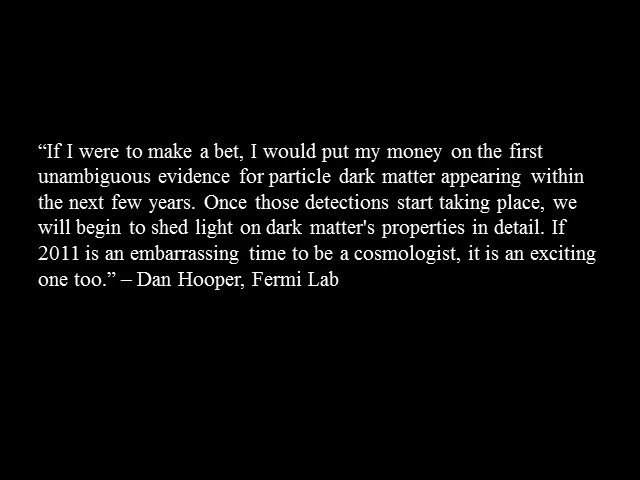 “If I were to make a bet, I would put my money on the first
unambiguous evidence for particle dark matter appearing within
the next few years. Once those detections start taking place, we
will begin to shed light on dark matter's properties in detail. If
2011 is an embarrassing time to be a cosmologist, it is an exciting
one too.” – Dan Hooper, Fermi Lab